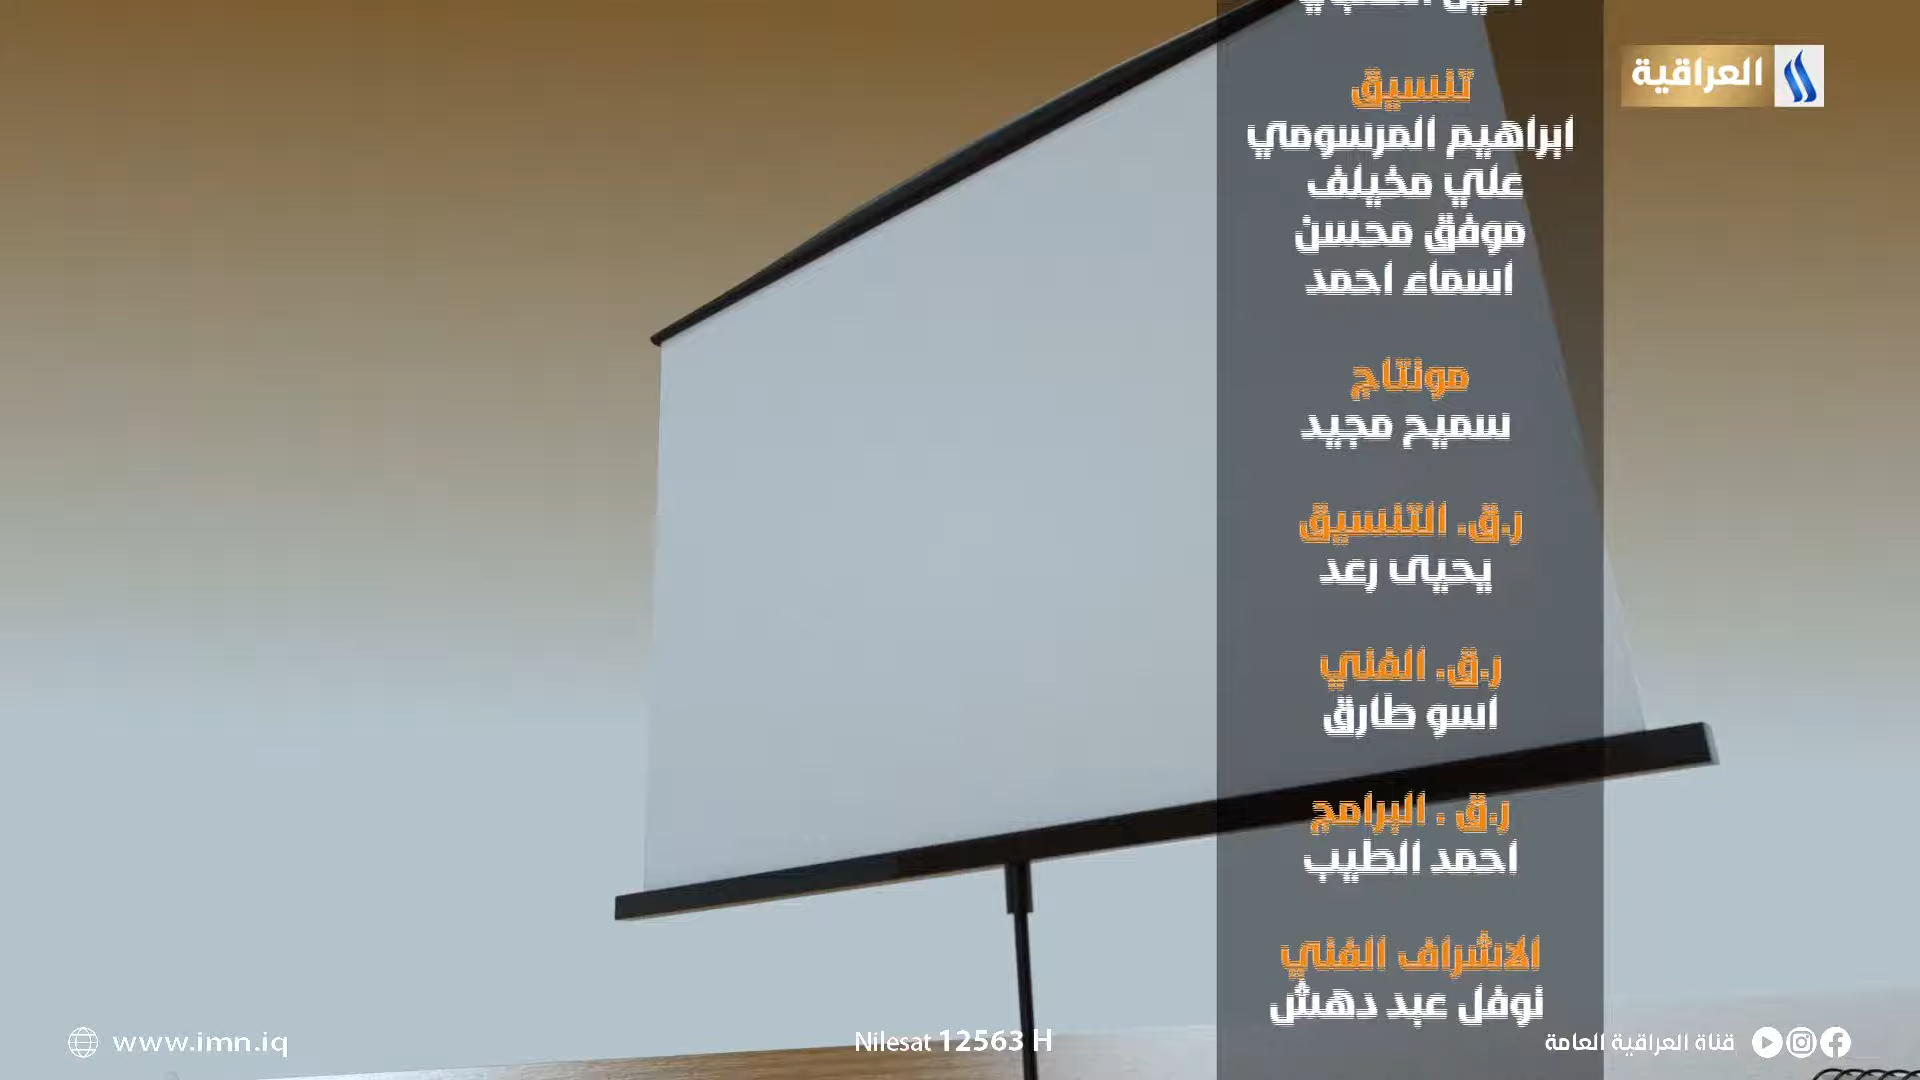 العراقية
تنسيق
ابراهيم المرسومي
علي مخيلف
موفق محسن
اسماء احمد
مونتاج
سميح مجيد
ر.ق. التنسيق
يحيى رعد
ر.ق. الفني
اسو طارق
ر.ق . البرامج
احمد الطيب
الاشراف الفني
نوفل عبد دهش
www.imn.iq
Nilesat 12563 H
قناة العراقية العامة